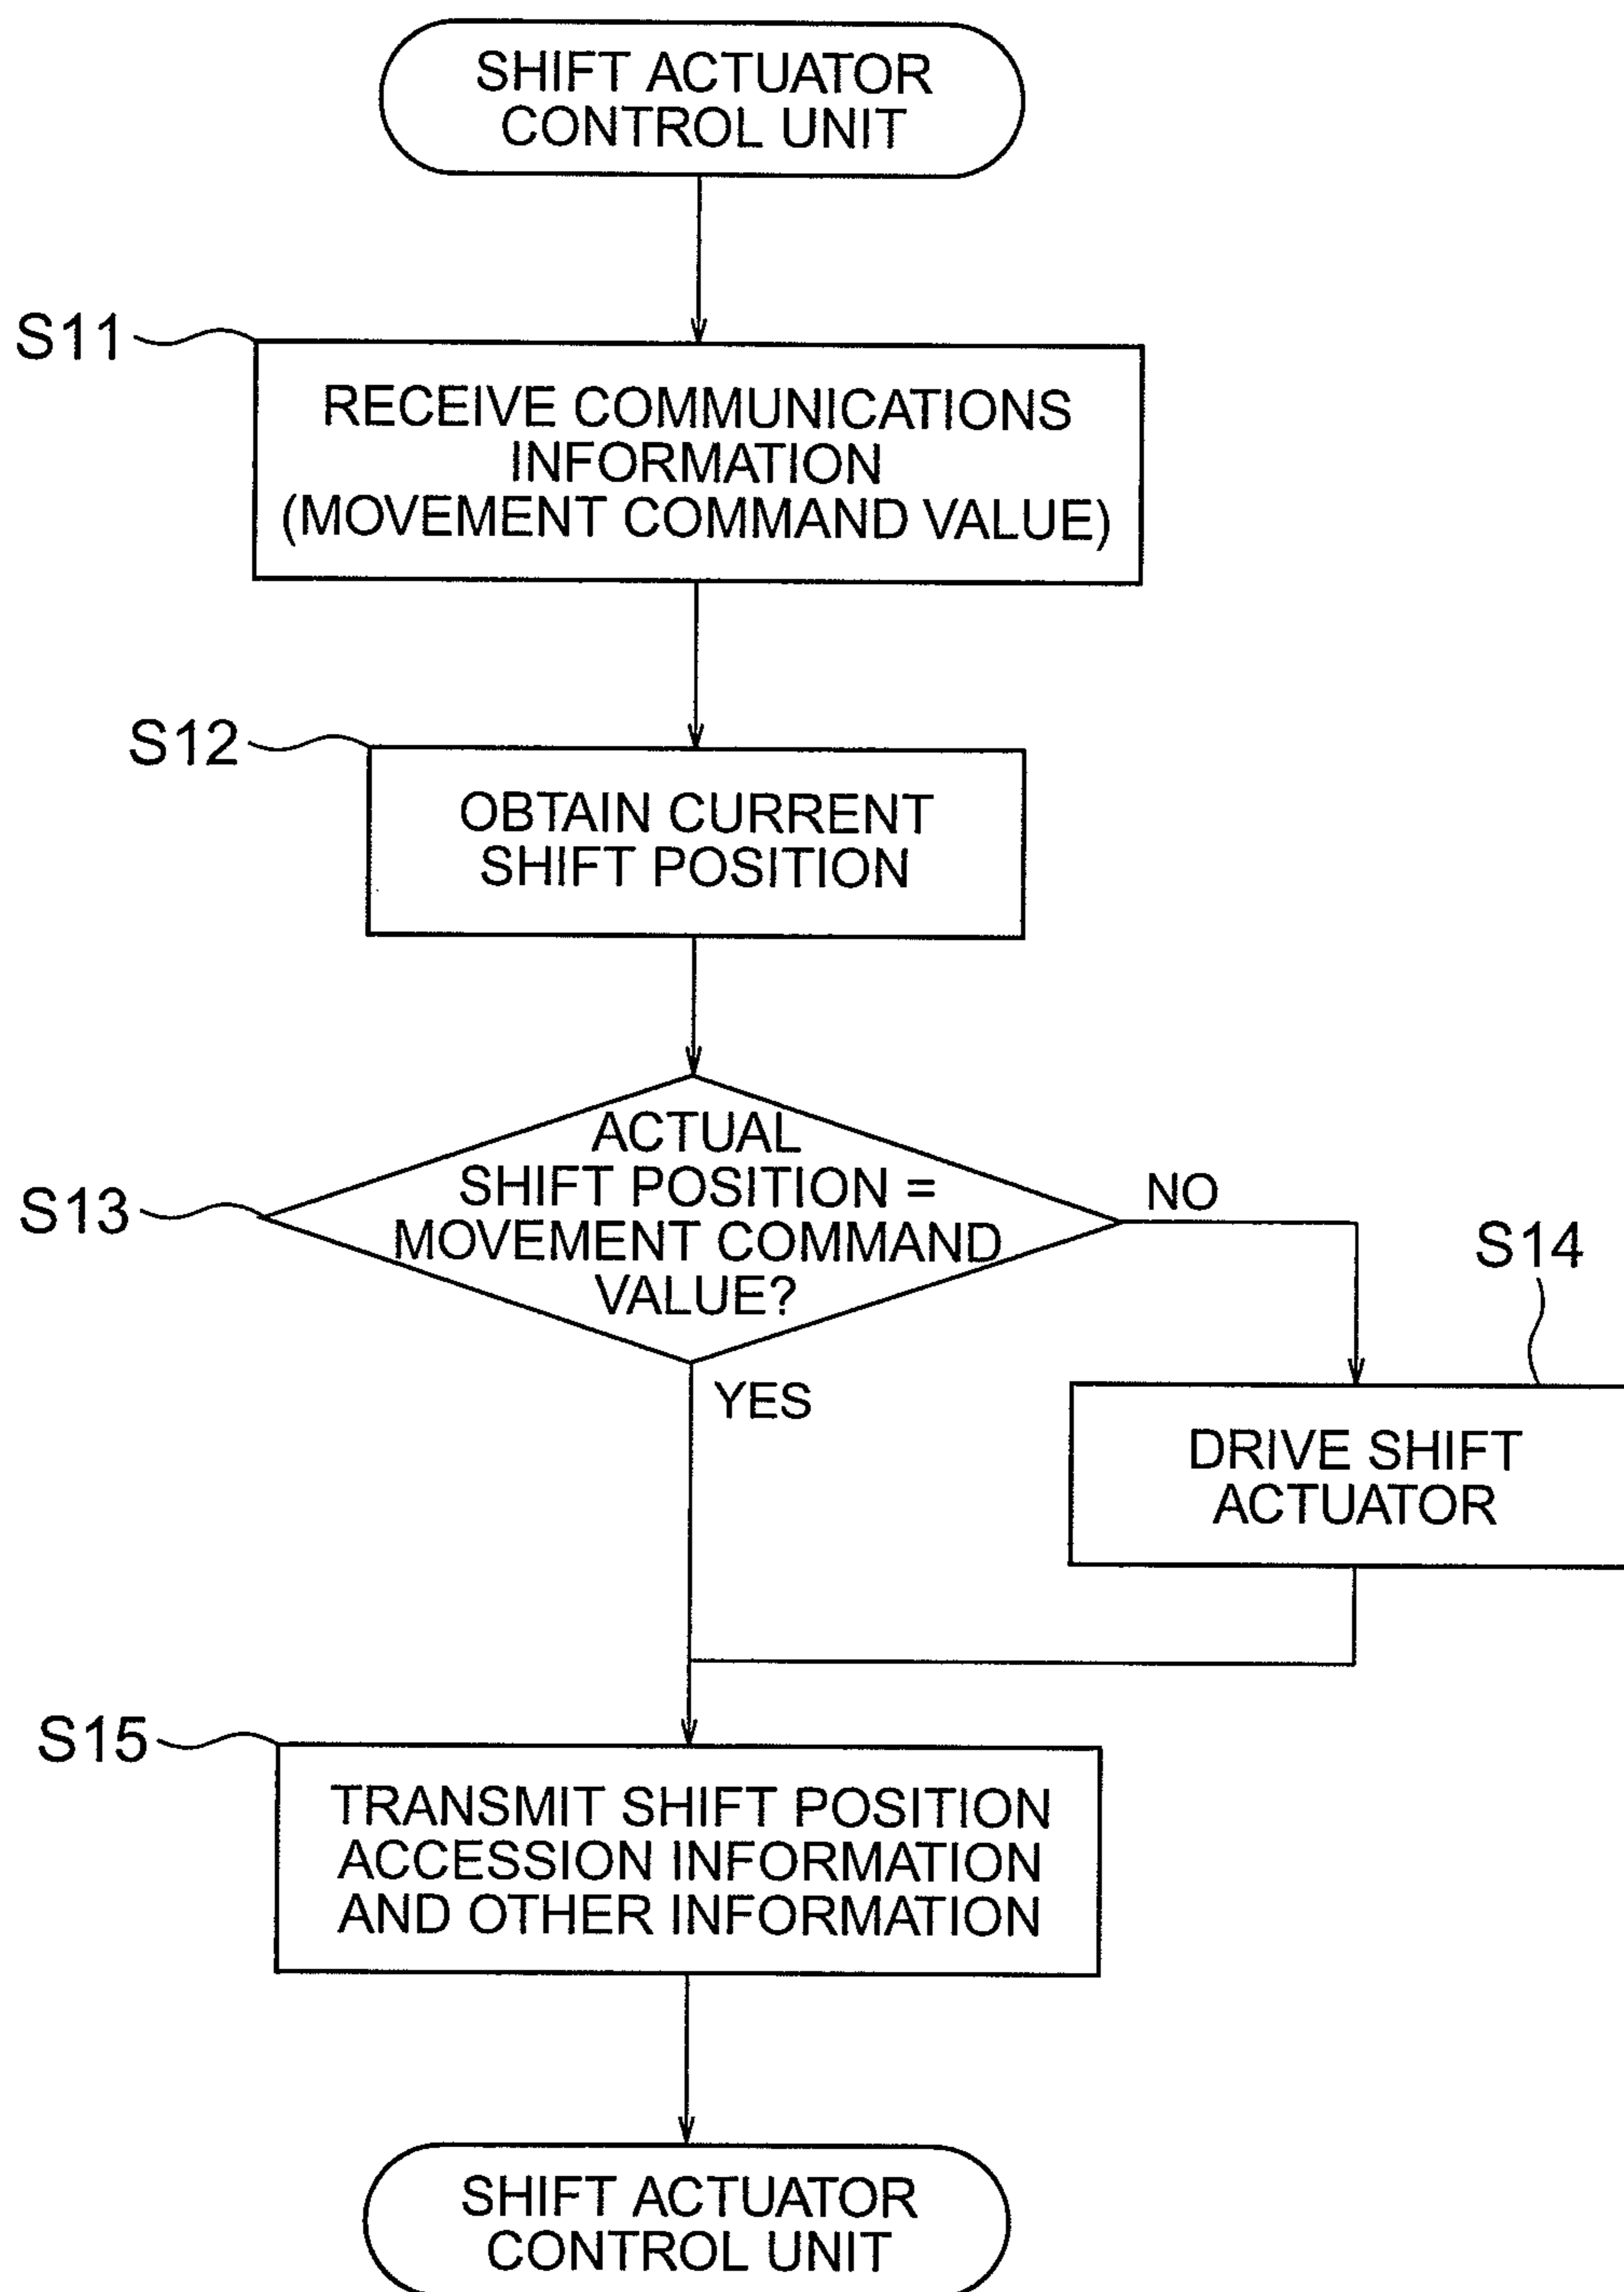 SHIFT ACTUATOR
CONTROL UNIT
S11
RECEIVE COMMUNICATIONS
INFORMATION
(MOVEMENT COMMAND VALUE)
S12
OBTAIN CURRENT
SHIFT POSITION
S13
ACTUAL
SHIFT POSITION =
MOVEMENT COMMAND
VALUE?
NO
YES
S14
DRIVE SHIFT
ACTUATOR
S15
TRANSMIT SHIFT POSITION
ACCESSION INFORMATION
AND OTHER INFORMATION
SHIFT ACTUATOR
CONTROL UNIT